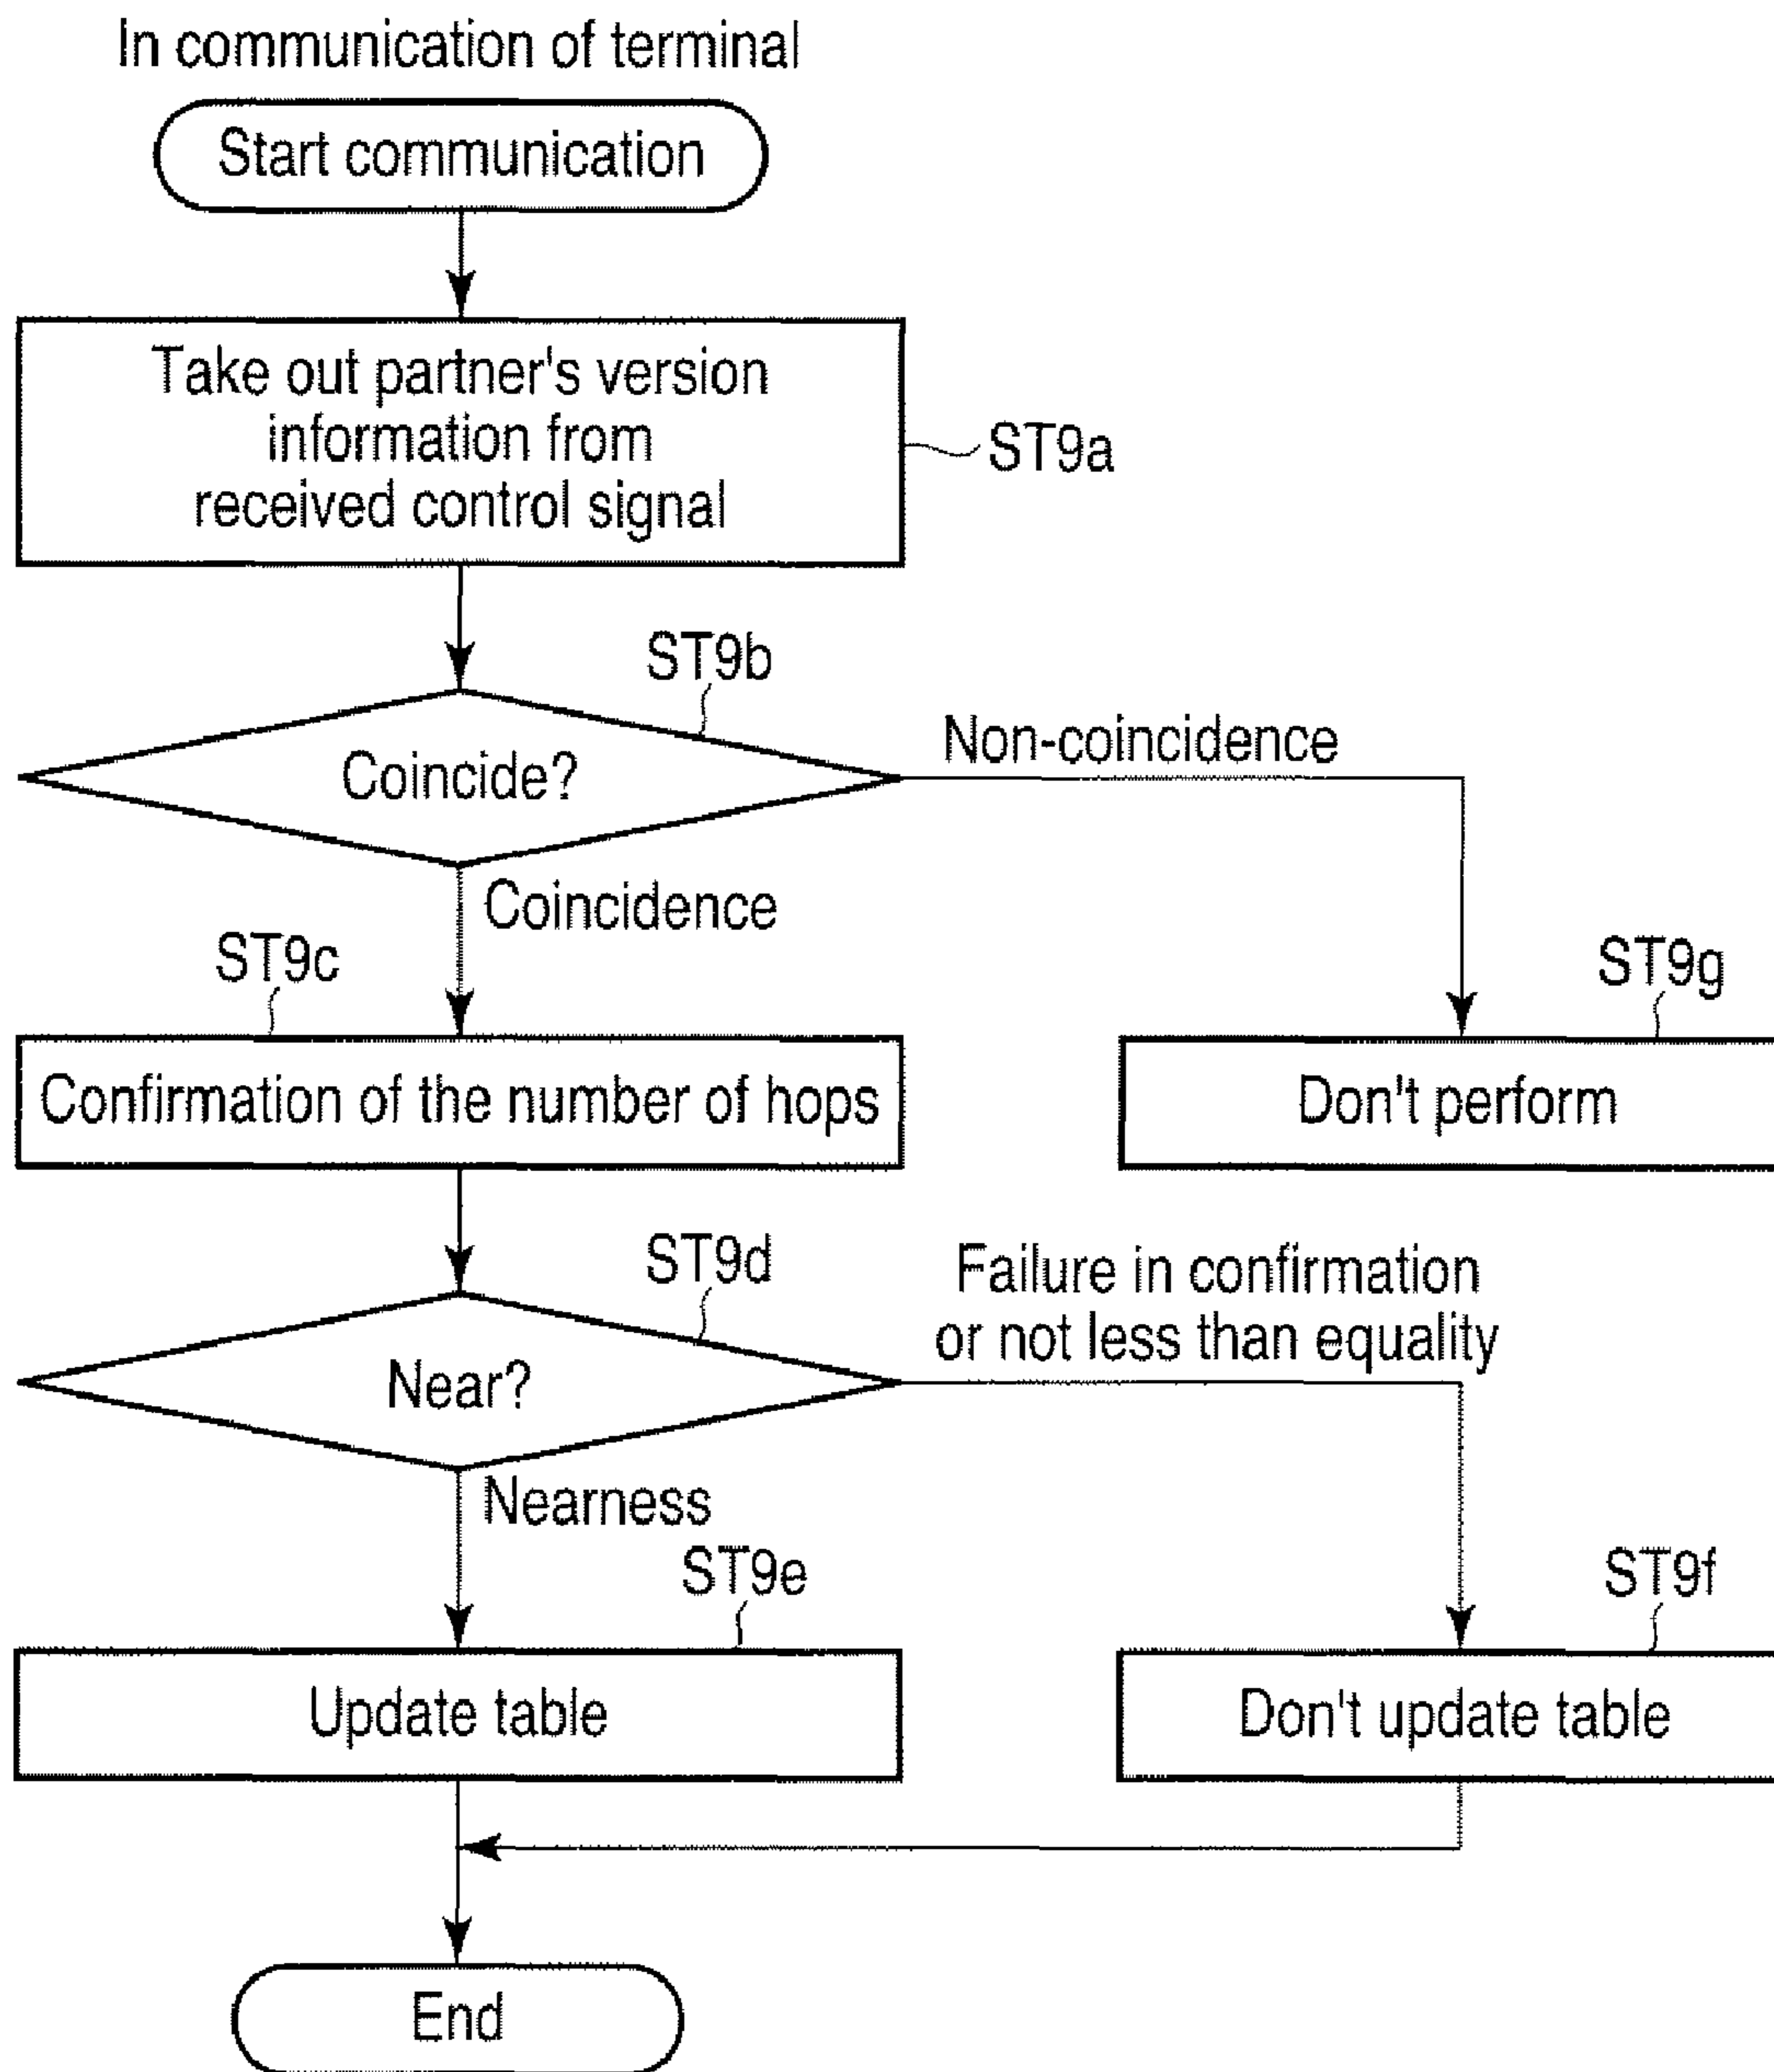 In communication of terminal
Start communication
Take out partner's version
information from
received control signal
ST9a
ST9b
Coincide?
Non-coincidence
Coincidence
ST9c
ST9g
Confirmation of the number of hops
Don't perform
ST9d
Failure in confirmation
or not less than equality
Near?
Nearness
ST9e
ST9f
Update table
Don't update table
End